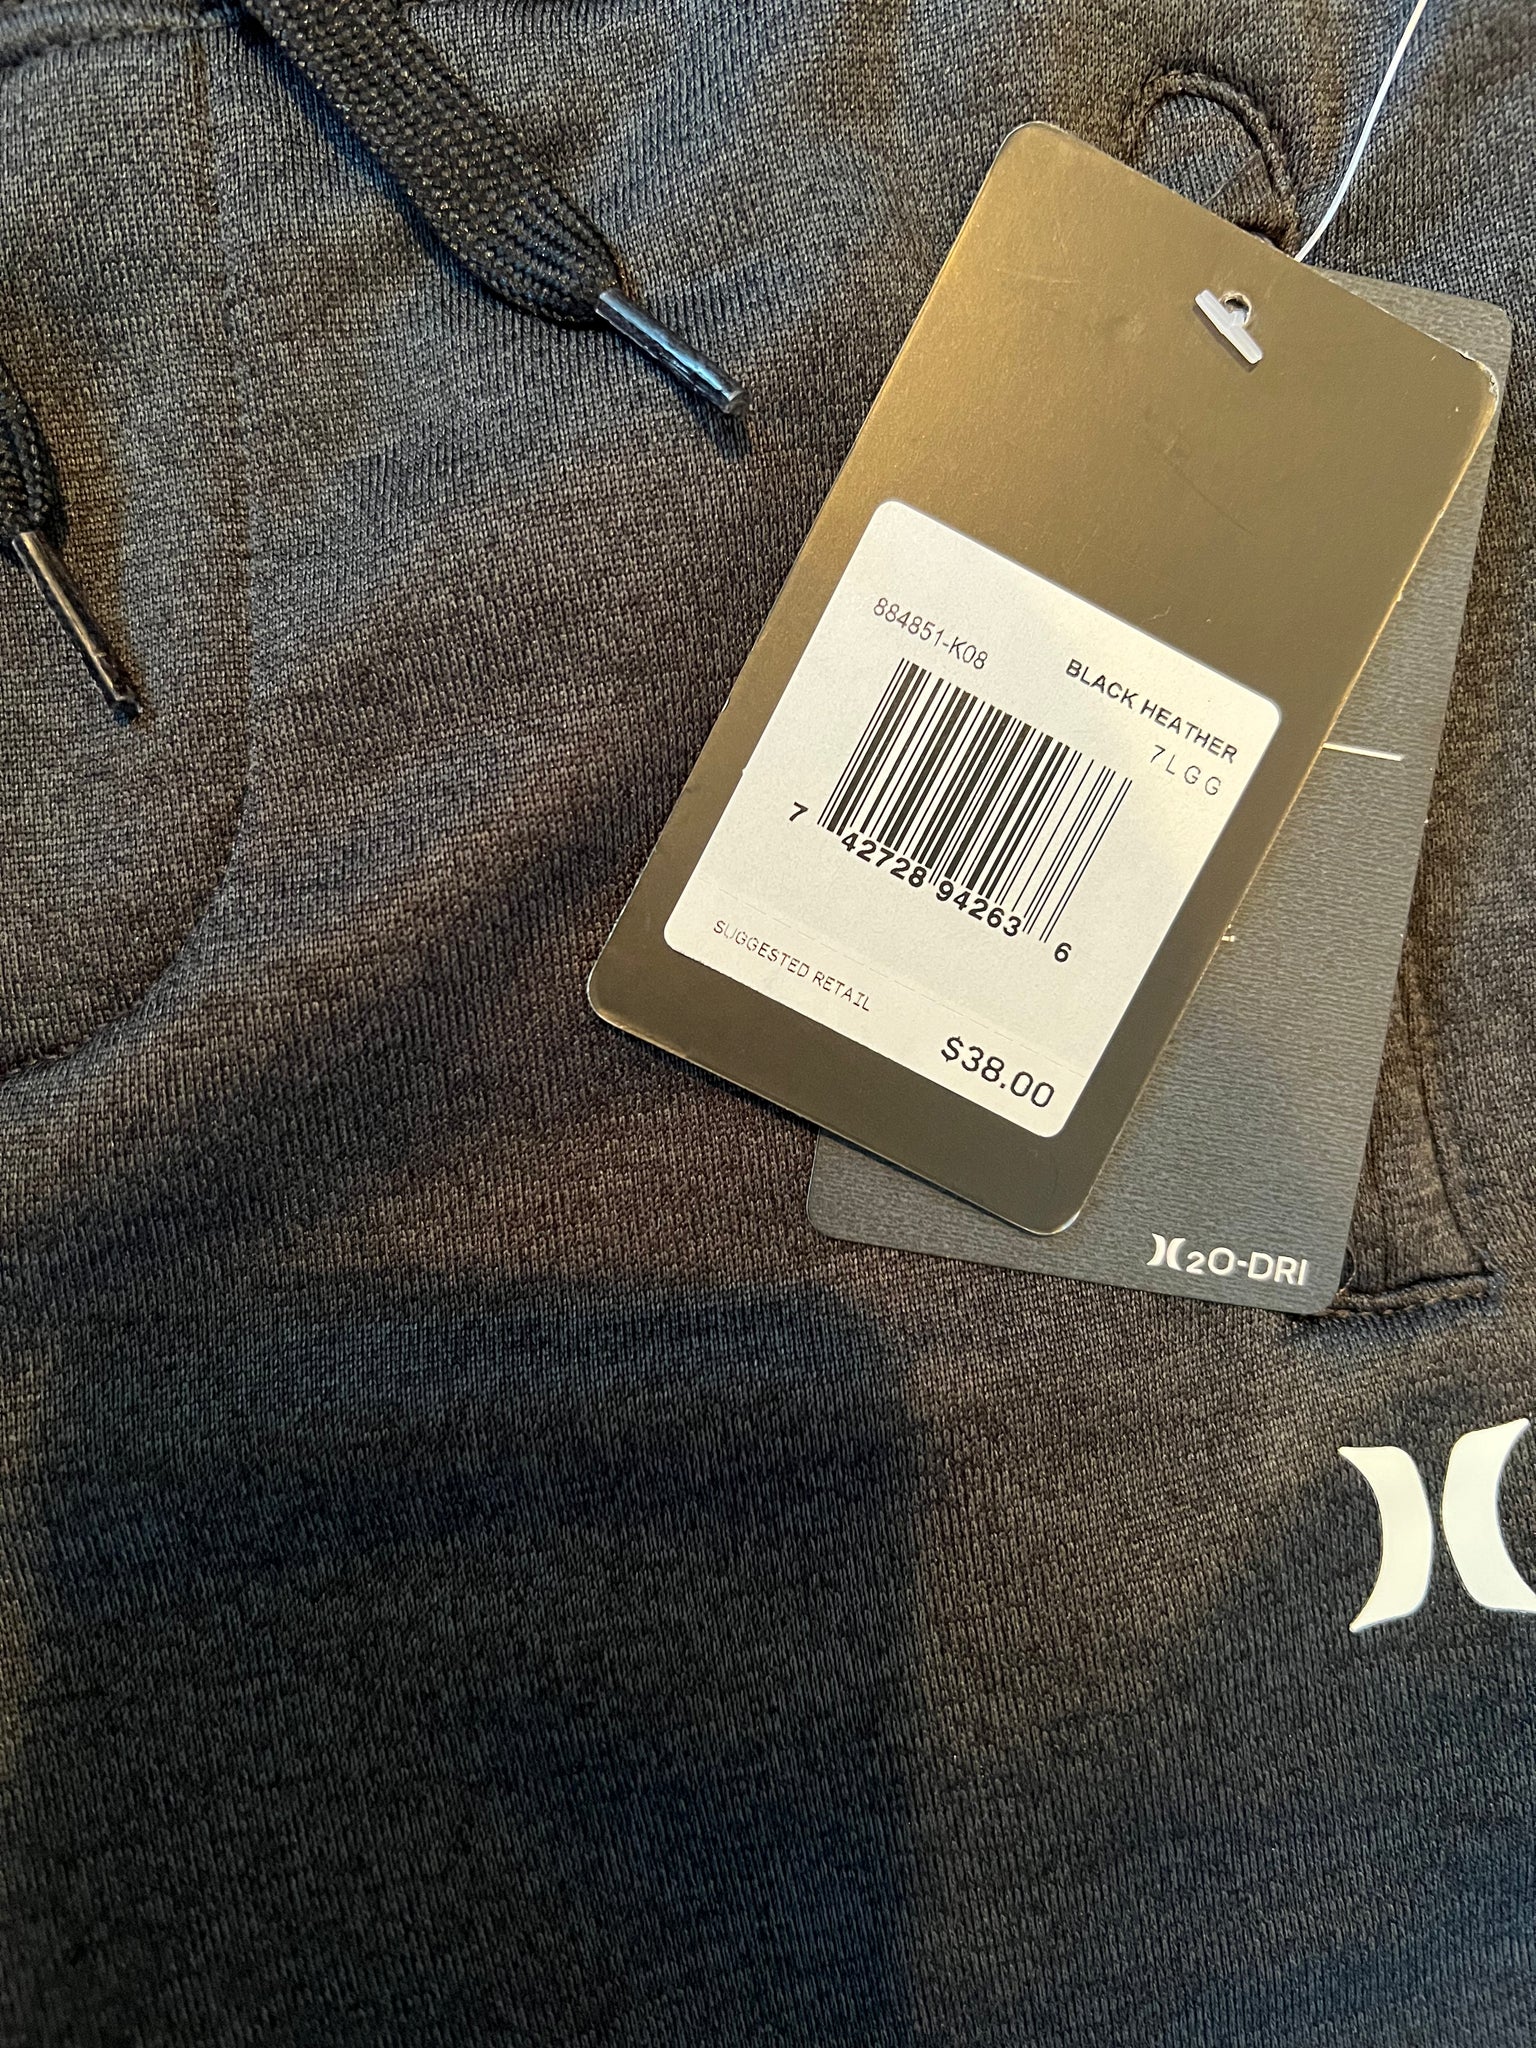 884851-K08
BLACK HEATHER
7LGG
7 42728 94263 6
SUGGESTED RETAIL
$38.00
2O-DRI